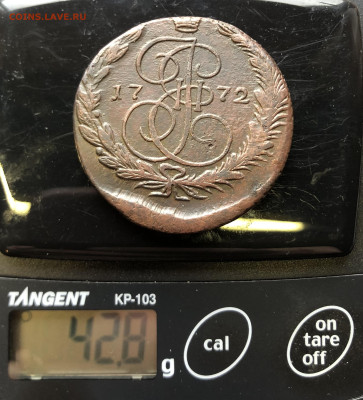 COINS.LAVE.RU
17 72
TANGENT KP-103
42.8 g
cal
on
tare
off